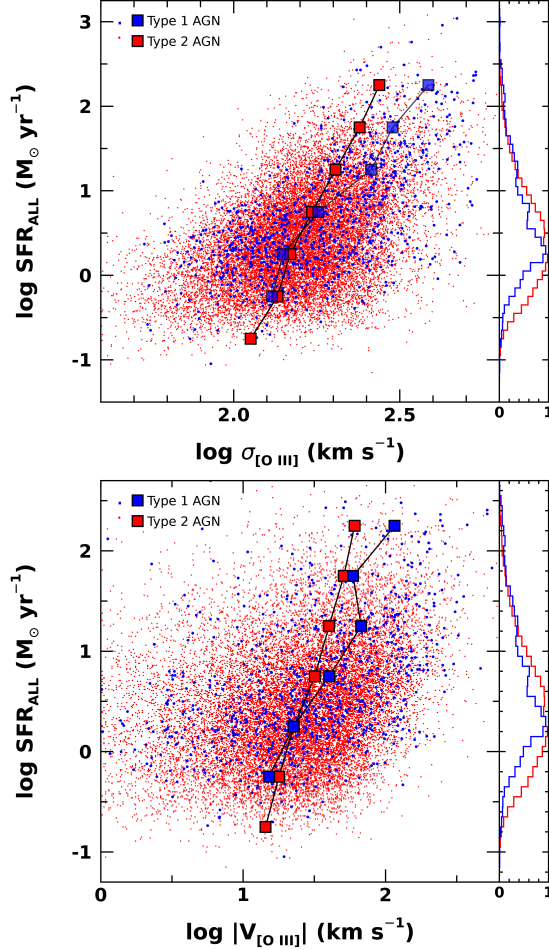 Type 1 AGN
Type 2 AGN
3
2
1
0
-1
log SFR_ALL (M_⊙ yr⁻¹)
2.0
2.5
0
1
log σ_[O III] (km s⁻¹)
Type 1 AGN
Type 2 AGN
2
1
0
-1
log SFR_ALL (M_⊙ yr⁻¹)
0
1
1
2
0
1
log |V_[O III]| (km s⁻¹)